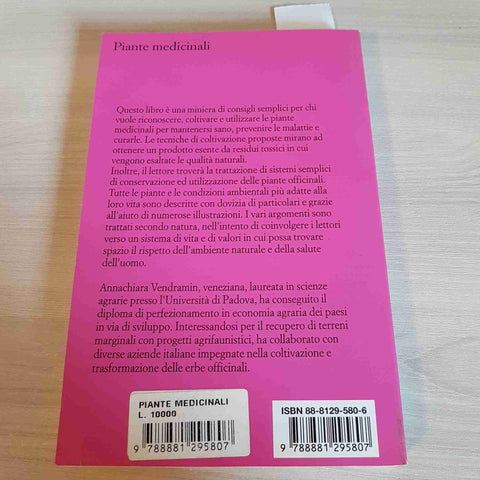 Piante medicinali
Questo libro è una miniera di consigli semplici per chi
vuole riconoscere, coltivare e utilizzare le piante
medicinali per mantenersi sano, prevenire le malattie e
curarle. Le tecniche di coltivazione proposte mirano ad
ottenere un prodotto esente da residui tossici in cui
vengono esaltate le qualità naturali.
Inoltre, il lettore troverà la trattazione di sistemi semplici
di conservazione ed utilizzazione delle piante officinali.
Tutte le piante e le condizioni ambientali più adatte alla
loro vita sono descritte con dovizia di particolari e grazie
all'aiuto di numerose illustrazioni. I vari argomenti sono
trattati secondo natura, nell'intento di coinvolgere i lettori
verso un sistema di vita e di valori in cui possa trovare
spazio il rispetto dell'ambiente naturale e della salute
dell'uomo.
Annachiara Vendramin, veneziana, laureata in scienze
agrarie presso l'Università di Padova, ha conseguito il
diploma di perfezionamento in economia agraria dei paesi
in via di sviluppo. Interessandosi per il recupero di terreni
marginali con progetti agrifaunistici, ha collaborato con
diverse aziende italiane impegnate nella coltivazione e
trasformazione delle erbe officinali.
PIANTE MEDICINALI
L. 10000
9 788881 295807
ISBN 88-8129-580-6
9 788881 295807